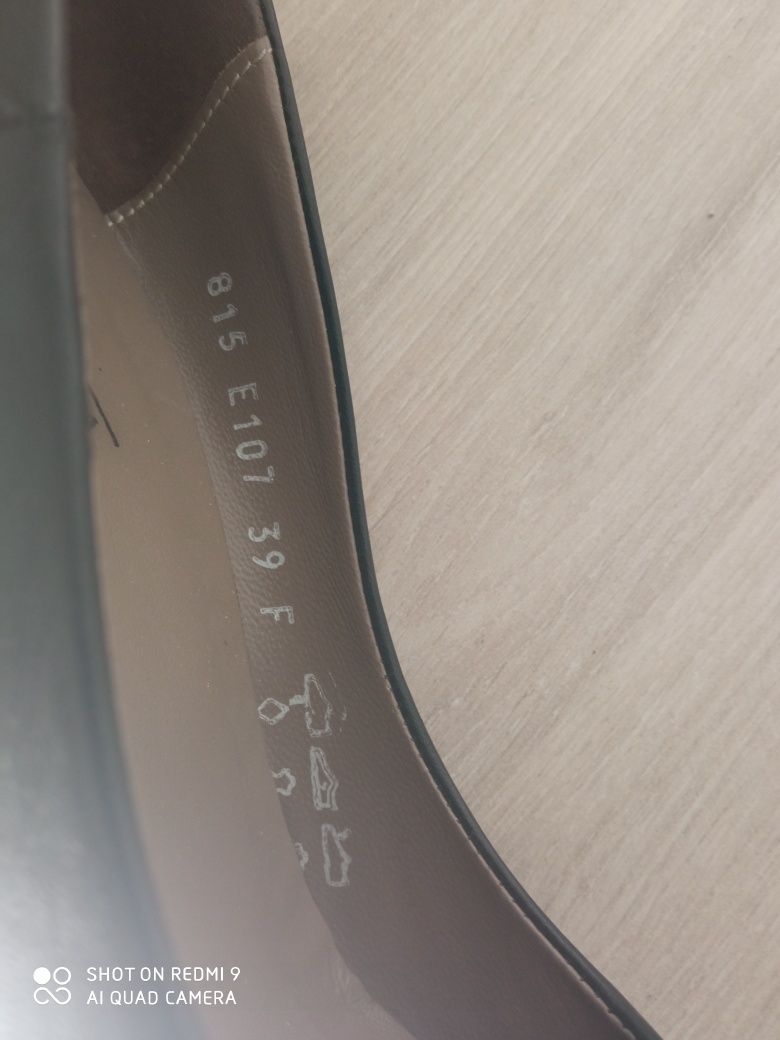 815 E107 39 F
SHOT ON REDMI 9
AI QUAD CAMERA